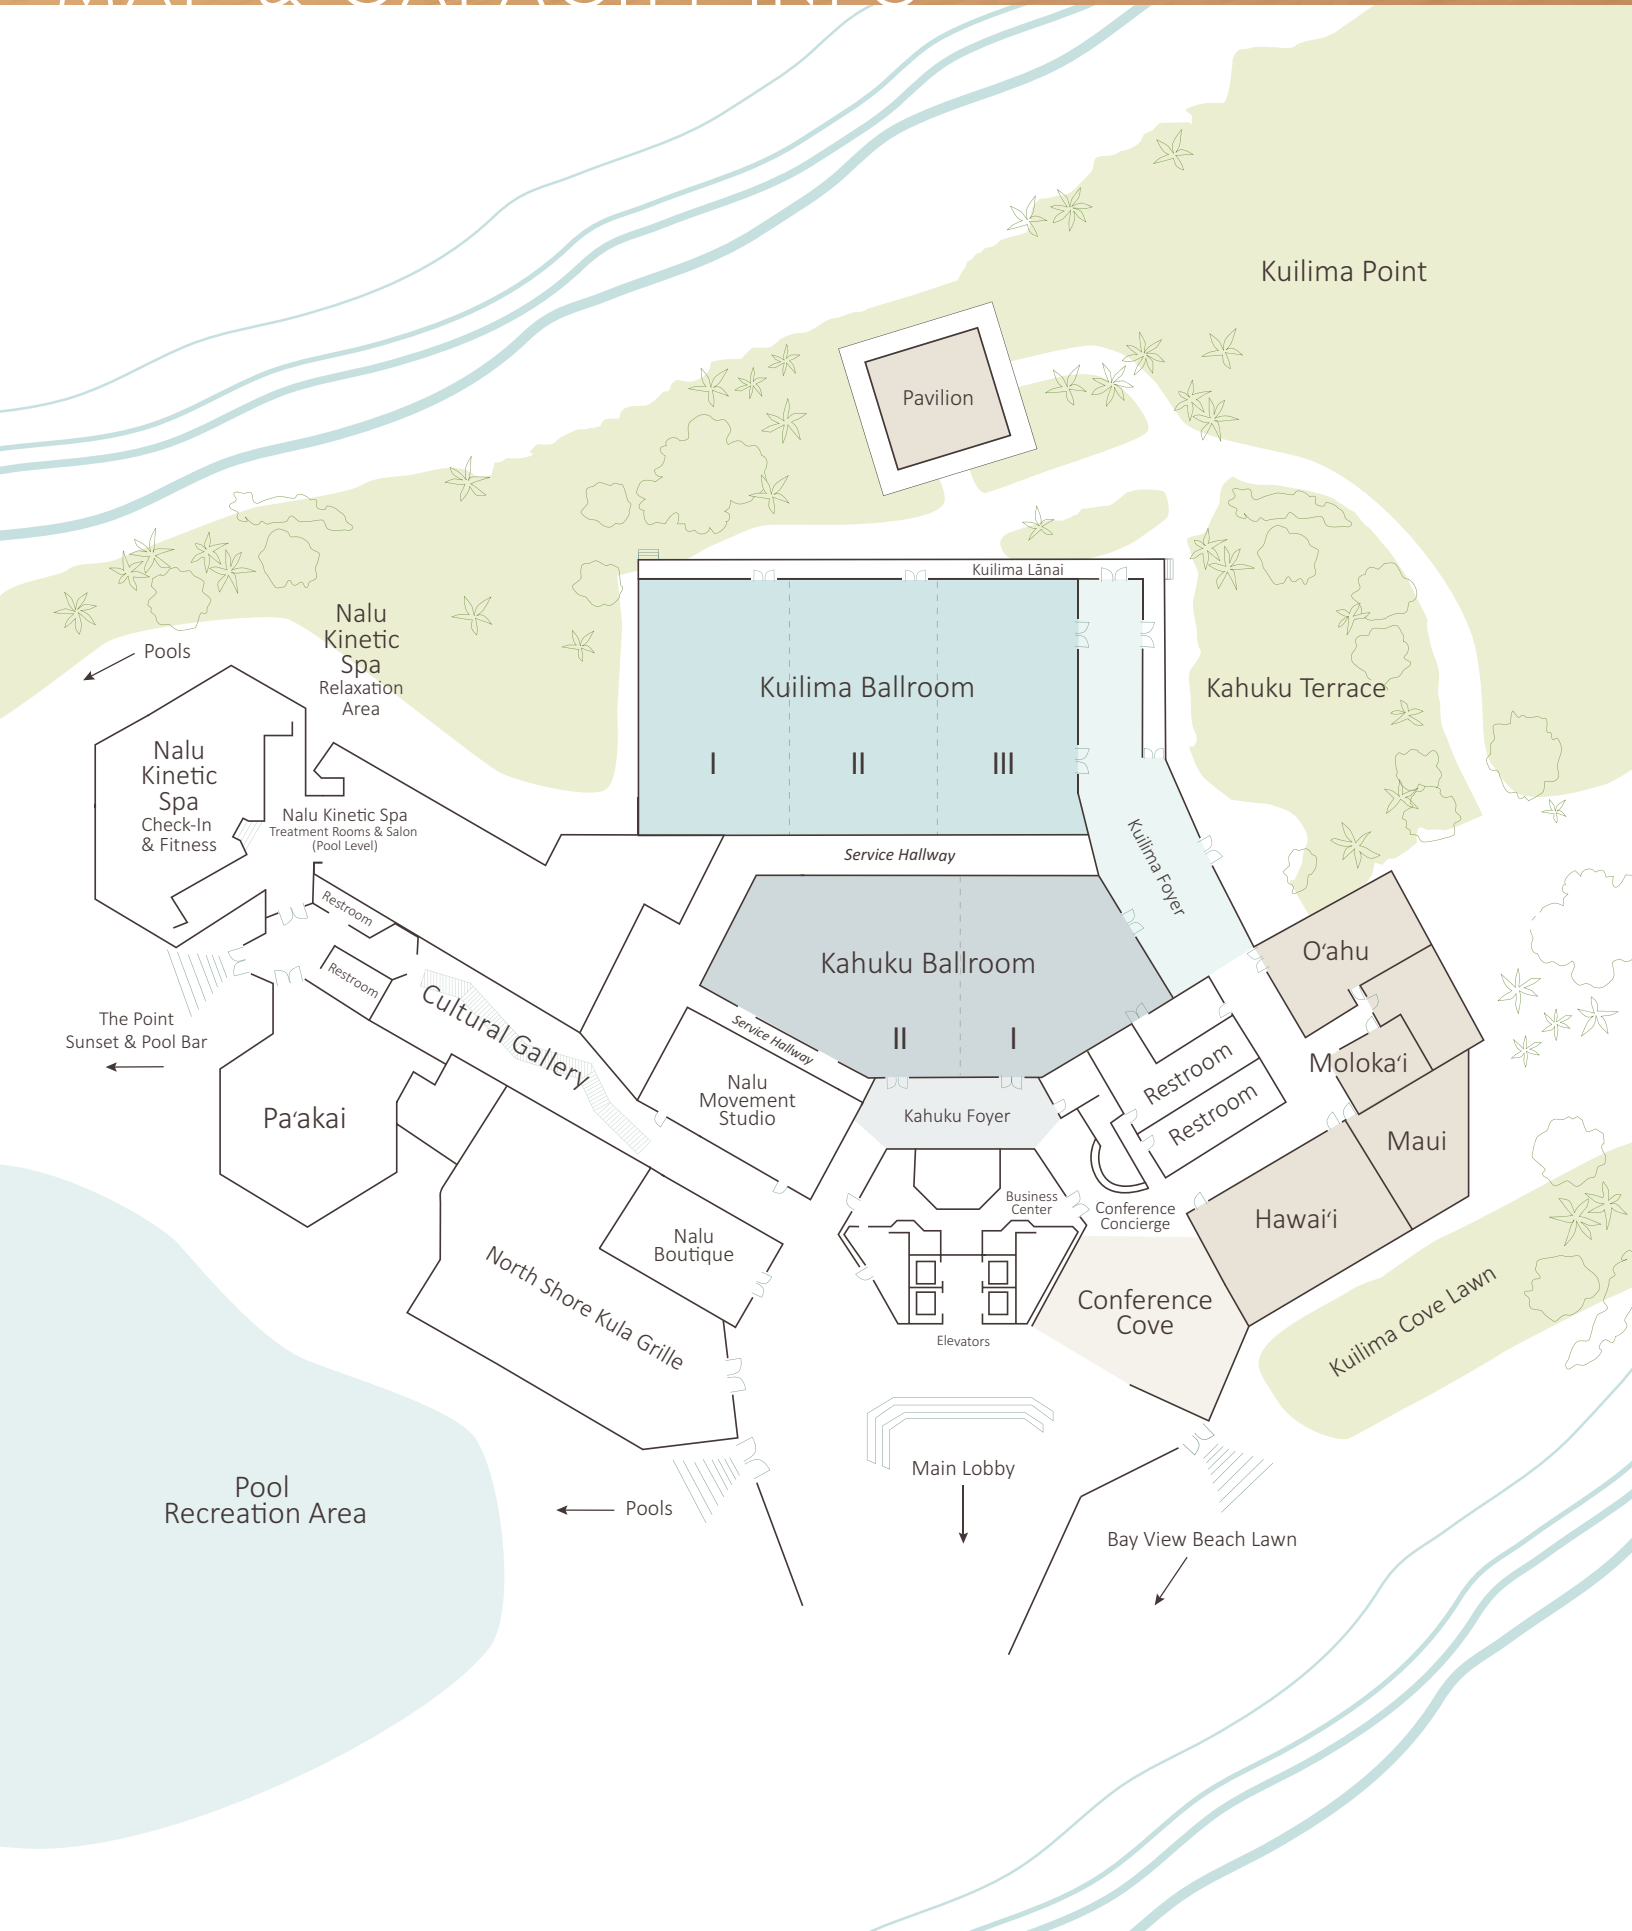 MAP & CAPACITY INFO
Kuilima Point
Pavilion
Kuilima Lānai
Nalu
Kinetic
Spa
Relaxation
Area
Pools
Kuilima Ballroom
I
II
III
Kahuku Terrace
Nalu
Kinetic
Spa
Check-In
& Fitness
Nalu Kinetic Spa
Treatment Rooms & Salon
(Pool Level)
Service Hallway
Kuilima Foyer
Restroom
Restroom
Kahuku Ballroom
II
I
Oʻahu
Cultural Gallery
Service Hallway
The Point
Sunset & Pool Bar
Molokaʻi
Restroom
Restroom
Nalu
Movement
Studio
Paʻakai
Kahuku Foyer
Maui
Business
Center
Conference
Concierge
Hawaiʻi
Nalu
Boutique
North Shore Kula Grille
Conference
Cove
Kuilima Cove Lawn
Elevators
Main Lobby
Pool
Recreation Area
Pools
Bay View Beach Lawn